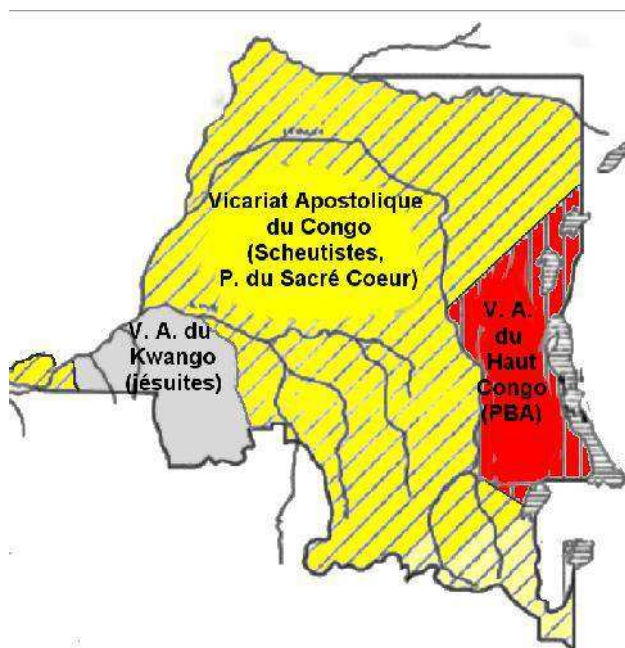 Vicariat Apostolique
du Congo
(Scheutistes,
P. du Sacré Coeur)
V. A. du
Kwango
(jésuites)
V. A.
du
Haut
Congo
(PBA)